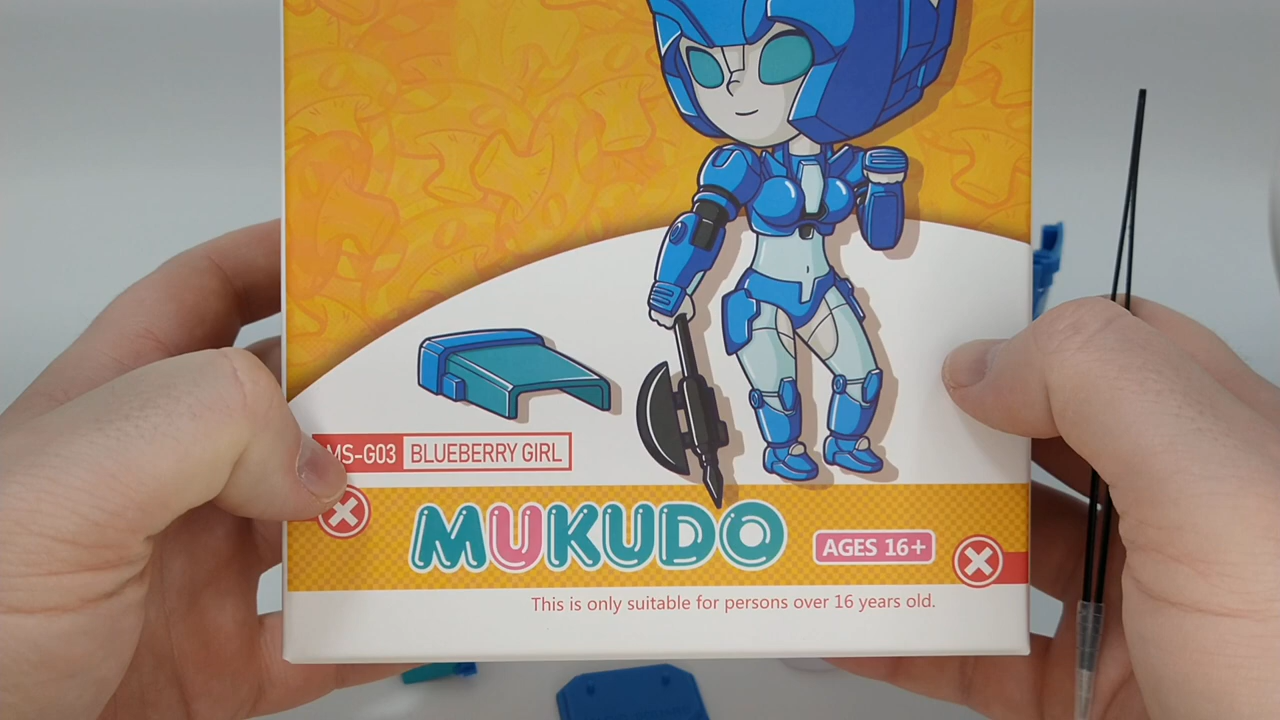 MS-G03 BLUEBERRY GIRL
MUKUDO
AGES 16+
This is only suitable for persons over 16 years old.